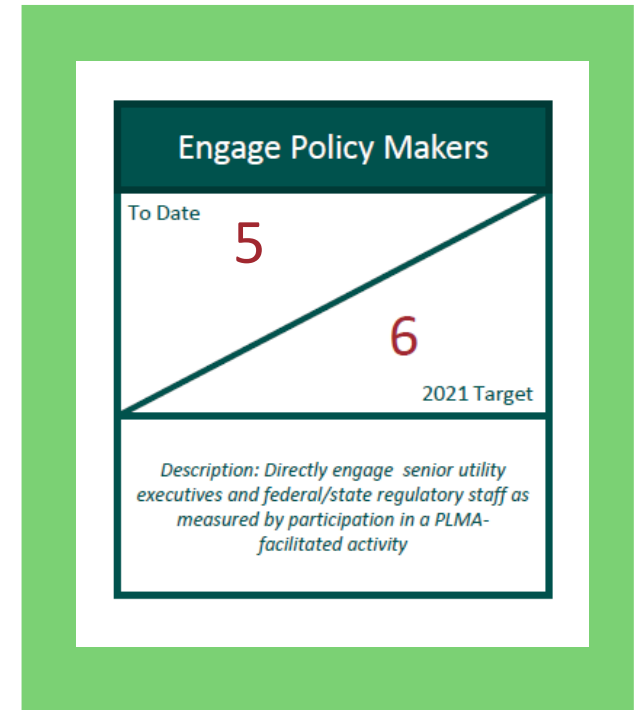 Engage Policy Makers
To Date
5
6
2021 Target
Description: Directly engage senior utility
executives and federal/state regulatory staff as
measured by participation in a PLMA-
facilitated activity